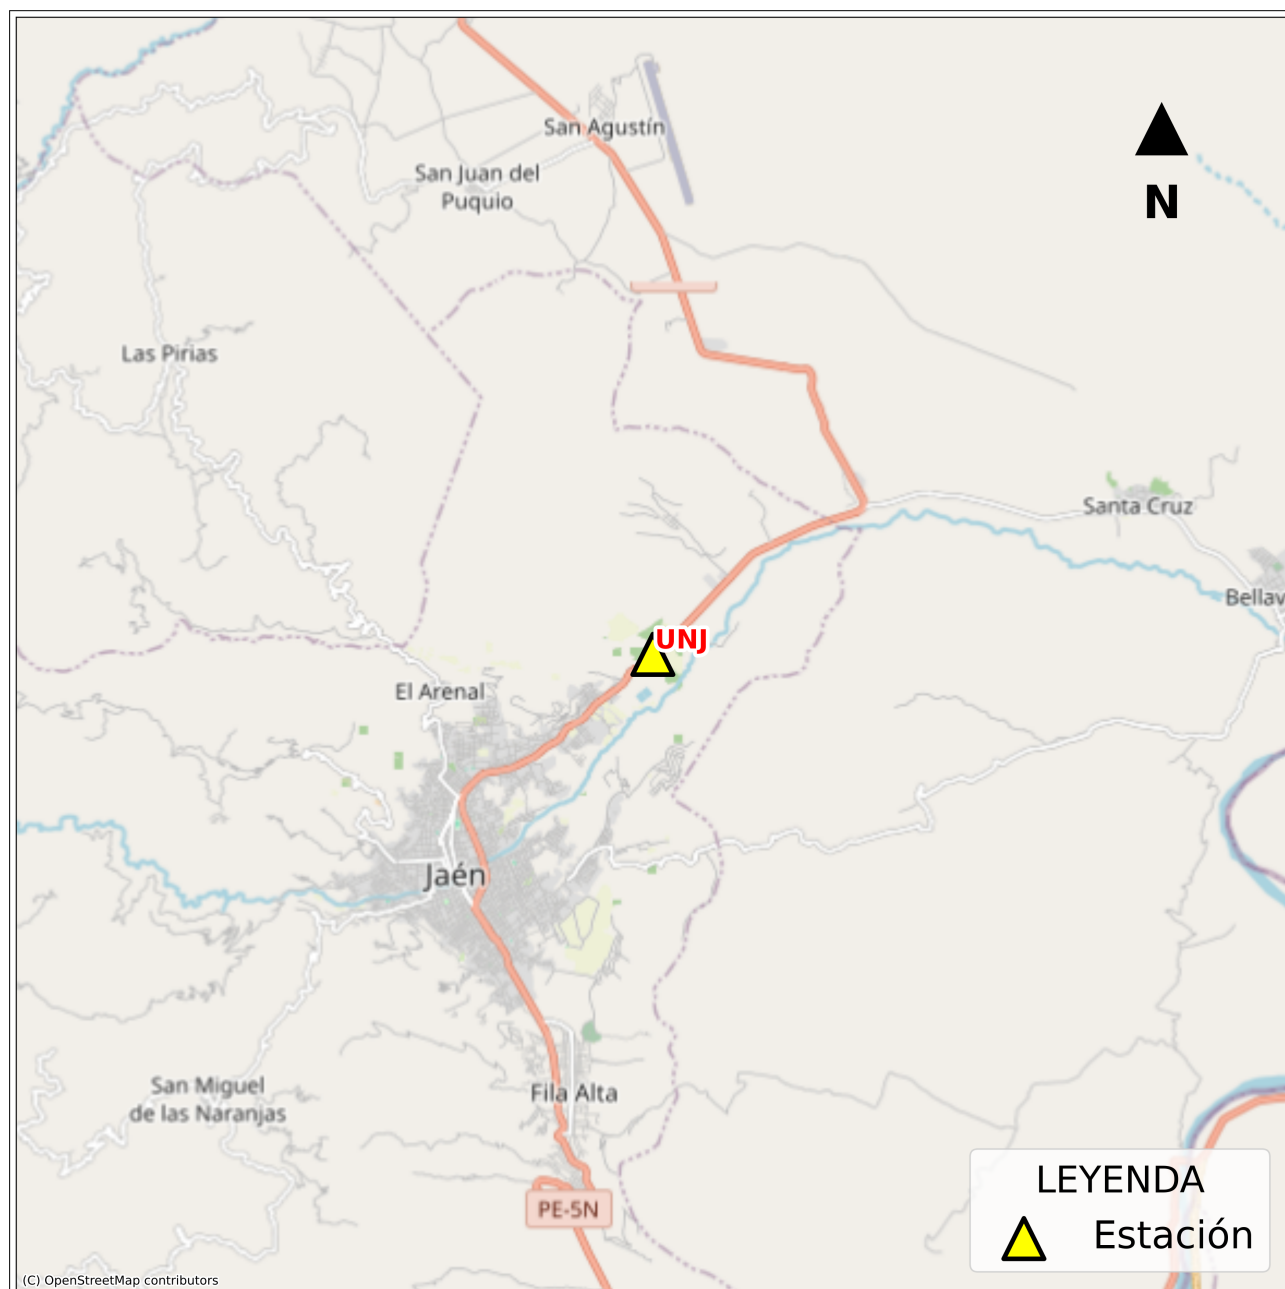 San Agustín
San Juan del
Puquio
N
Las Pirias
Santa Cruz
Bellav
UNJ
El Arenal
Jaén
San Miguel
de las Naranjas
Fila Alta
PE-5N
LEYENDA
Estación
(C) OpenStreetMap contributors